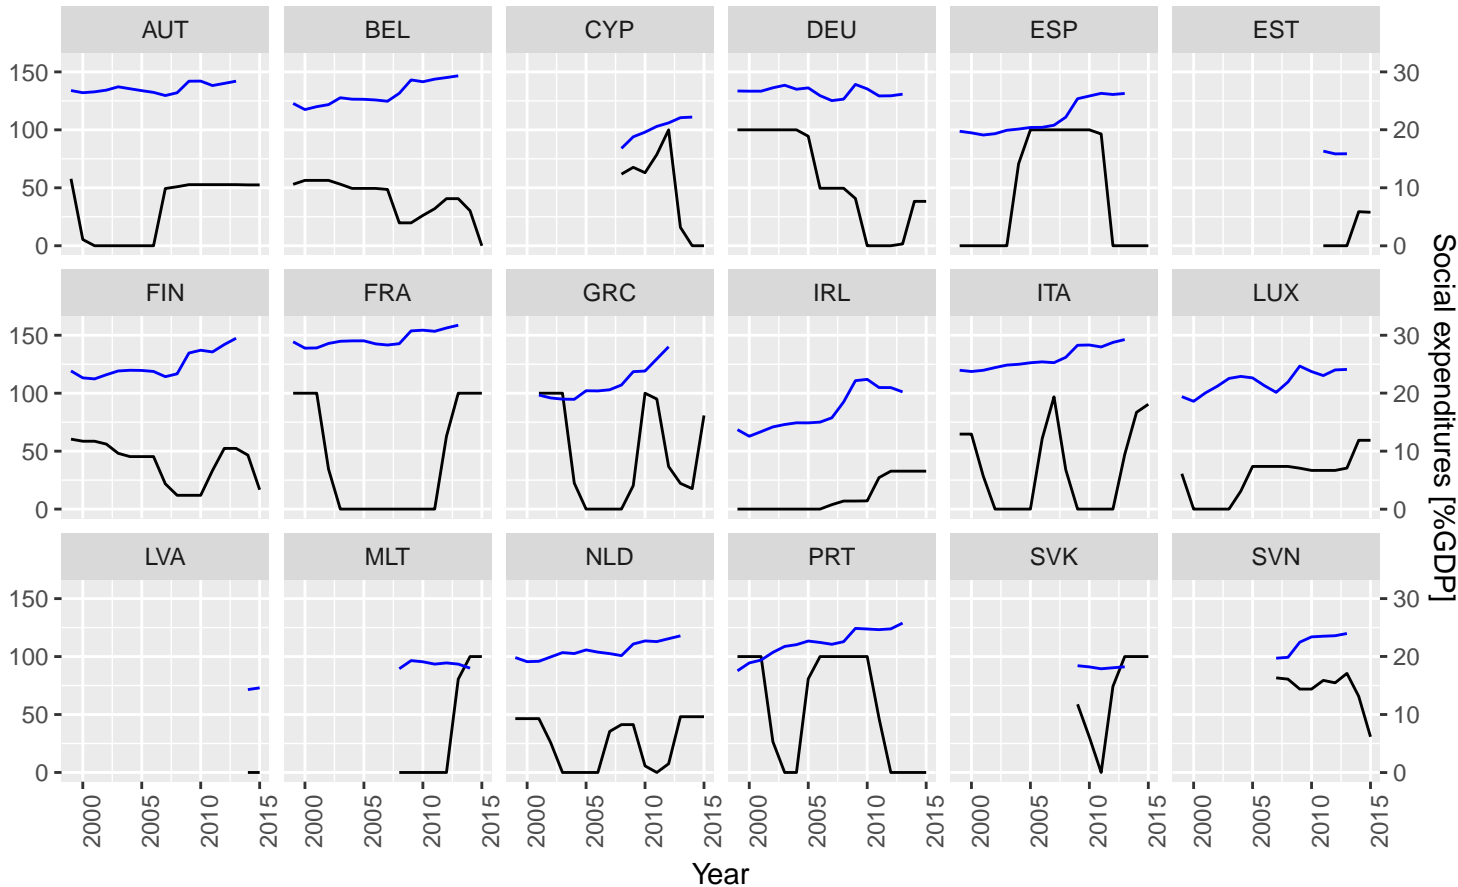 AUT BEL CYP DEU ESP EST
150 30
100 20
50 10
0 0
FIN FRA GRC IRL ITA LUX
150 30
100 20
50 10
0 0
LVA MLT NLD PRT SVK SVN
150 30
100 20
50 10
0 0
2000 2005 2010 2015 2000 2005 2010 2015 2000 2005 2010 2015 2000 2005 2010 2015 2000 2005 2010 2015 2000 2005 2010 2015
Year
Social expenditures [%GDP]